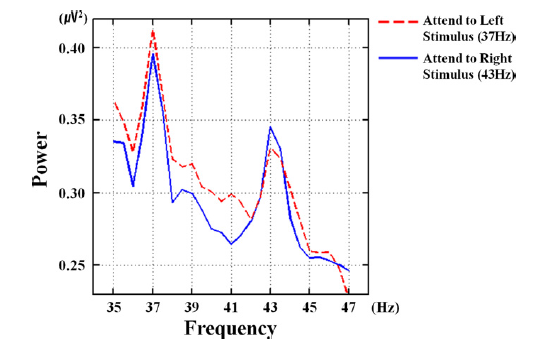 (μV²)
0.40
0.35
0.30
0.25
Power
35 37 39 41 43 45 47 (Hz)
Frequency
Attend to Left
Stimulus (37Hz)
Attend to Right
Stimulus (43Hz)